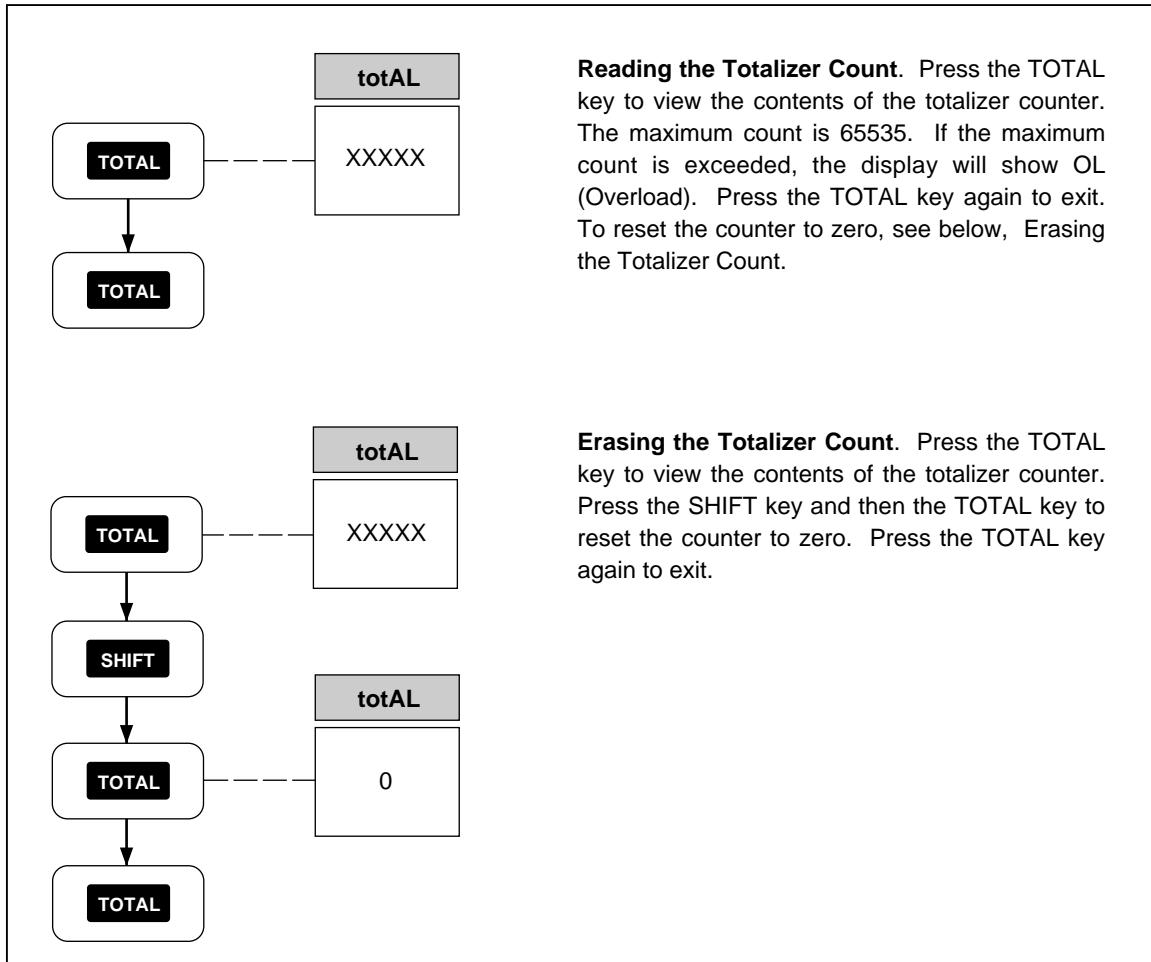 totAL
TOTAL
XXXXX
TOTAL
Reading the Totalizer Count. Press the TOTAL
key to view the contents of the totalizer counter.
The maximum count is 65535. If the maximum
count is exceeded, the display will show OL
(Overload). Press the TOTAL key again to exit.
To reset the counter to zero, see below, Erasing
the Totalizer Count.
totAL
TOTAL
XXXXX
SHIFT
totAL
TOTAL
0
TOTAL
Erasing the Totalizer Count. Press the TOTAL
key to view the contents of the totalizer counter.
Press the SHIFT key and then the TOTAL key to
reset the counter to zero. Press the TOTAL key
again to exit.